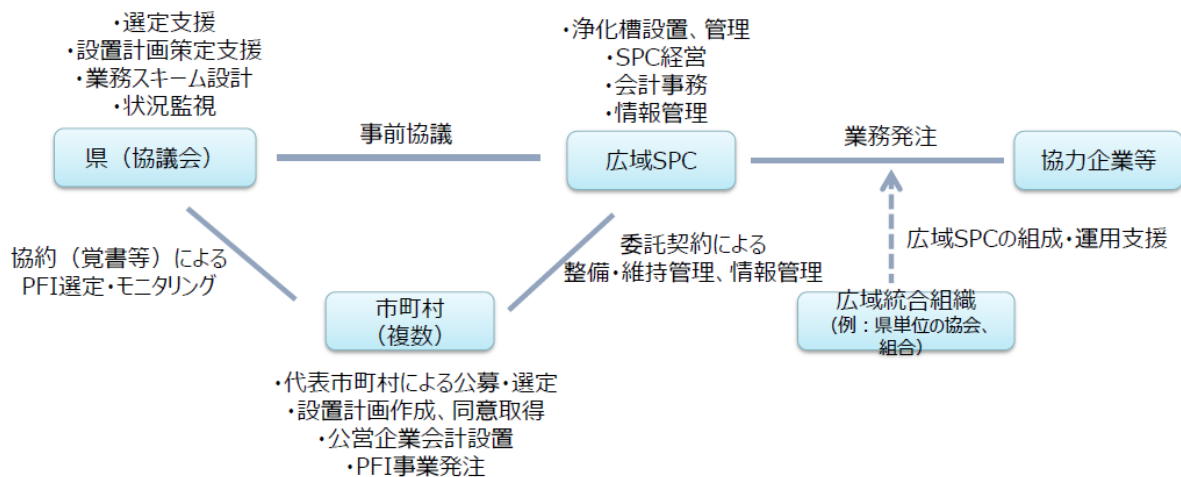 ・選定支援
・設置計画策定支援
・業務スキーム設計
・状況監視
県（協議会）
事前協議
・浄化槽設置、管理
・SPC経営
・会計事務
・情報管理
広域SPC
業務発注
協力企業等
協約（覚書等）による
PFI選定・モニタリング
委託契約による
整備・維持管理、情報管理
広域SPCの組成・運用支援
市町村
（複数）
広域統合組織
（例：県単位の協会、
組合）
・代表市町村による公募・選定
・設置計画作成、同意取得
・公営企業会計設置
・PFI事業発注